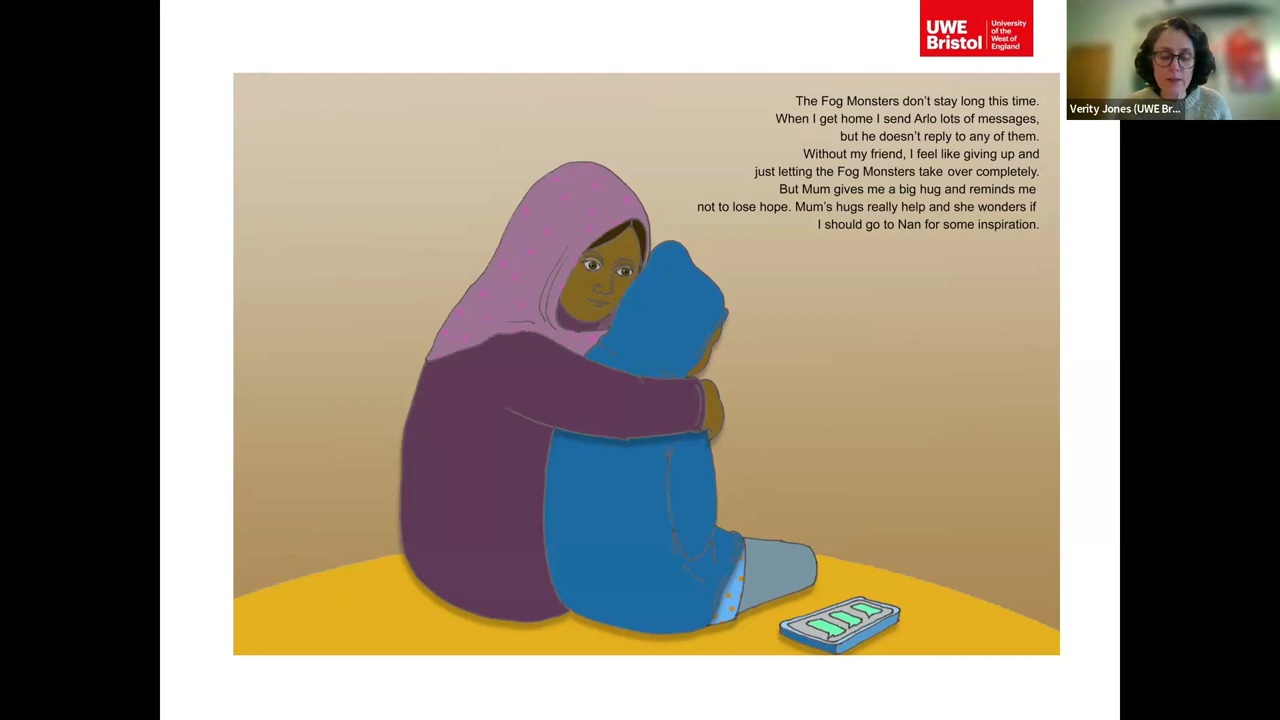 UWE
Bristol
University
of the
West of
England
Verity Jones (UWE Br...
The Fog Monsters don't stay long this time.
When I get home I send Arlo lots of messages,
but he doesn't reply to any of them.
Without my friend, I feel like giving up and
just letting the Fog Monsters take over completely.
But Mum gives me a big hug and reminds me
not to lose hope. Mum's hugs really help and she wonders if
I should go to Nan for some inspiration.